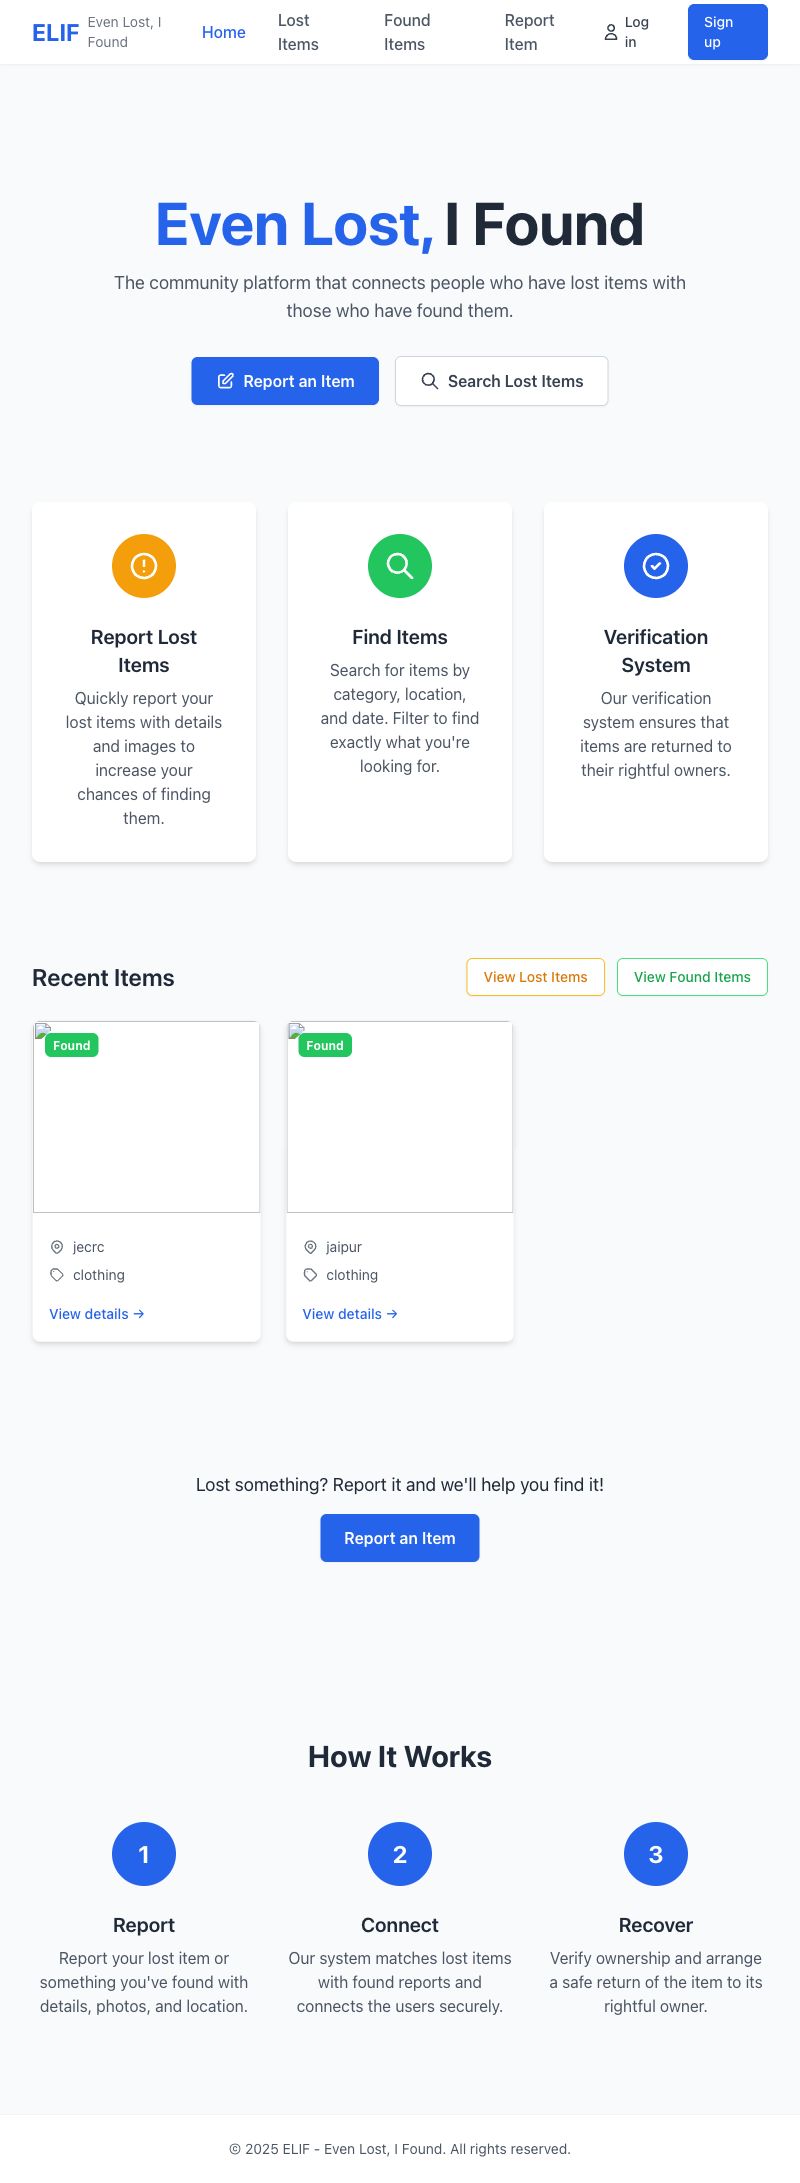 ELIF
Even Lost, I
Found
Home
Lost
Items
Found
Items
Report
Item
Log
in
Sign
up
Even Lost, I Found
The community platform that connects people who have lost items with
those who have found them.
Report an Item
Search Lost Items
Report Lost
Items
Quickly report your
lost items with details
and images to
increase your
chances of finding
them.
Find Items
Search for items by
category, location,
and date. Filter to find
exactly what you're
looking for.
Verification
System
Our verification
system ensures that
items are returned to
their rightful owners.
Recent Items
View Lost Items
View Found Items
Found
jecrc
clothing
View details →
Found
jaipur
clothing
View details →
Lost something? Report it and we'll help you find it!
Report an Item
How It Works
1
Report
Report your lost item or
something you've found with
details, photos, and location.
2
Connect
Our system matches lost items
with found reports and
connects the users securely.
3
Recover
Verify ownership and arrange
a safe return of the item to its
rightful owner.
© 2025 ELIF - Even Lost, I Found. All rights reserved.